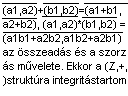 (a1,a2)+(b1,b2)=(a1+b1,
a2+b2), (a1,a2)*(b1,b2) =
(a1b1+a2b2,a1b2+a2b1)
az összeadás és a szorz
ás művelete. Ekkor a (Z,+,
)struktúra integritástartom